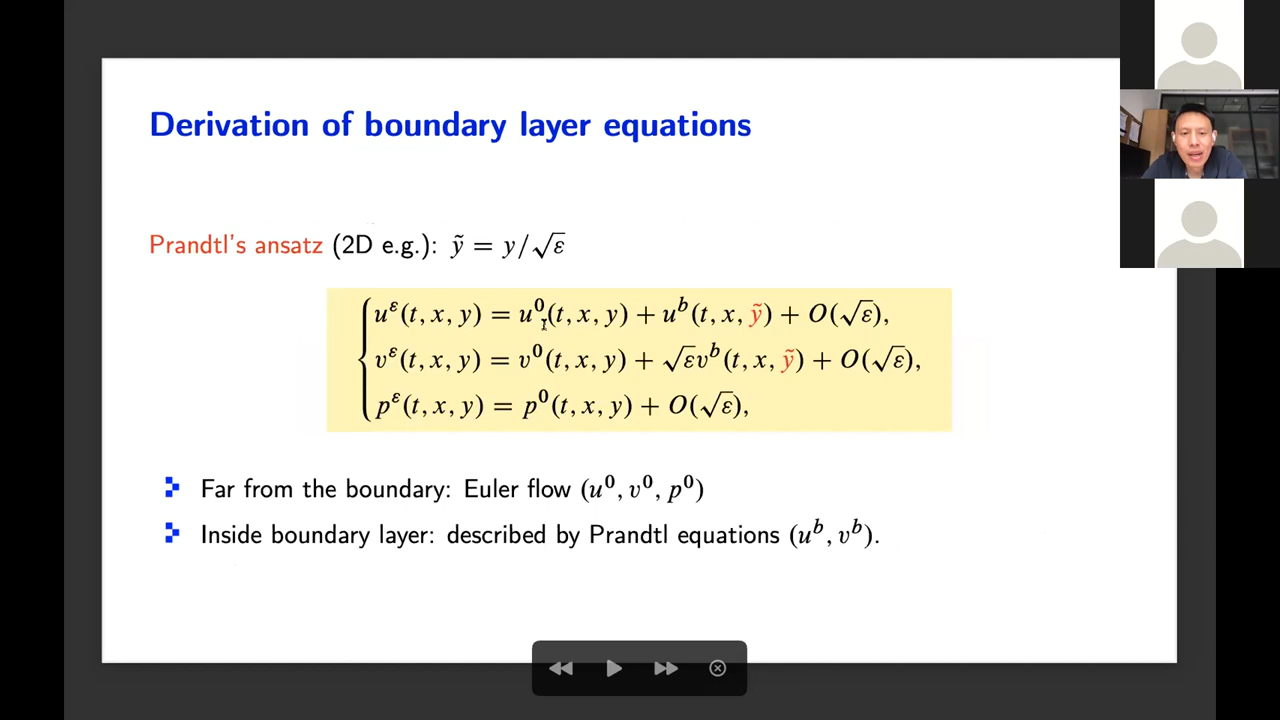 Derivation of boundary layer equations
Prandtl's ansatz (2D e.g.): ỹ = y/√ε
u^ε(t, x, y) = u^0(t, x, y) + u^b(t, x, ỹ) + O(√ε),
v^ε(t, x, y) = v^0(t, x, y) + √εv^b(t, x, ỹ) + O(√ε),
p^ε(t, x, y) = p^0(t, x, y) + O(√ε),
Far from the boundary: Euler flow (u^0, v^0, p^0)
Inside boundary layer: described by Prandtl equations (u^b, v^b).